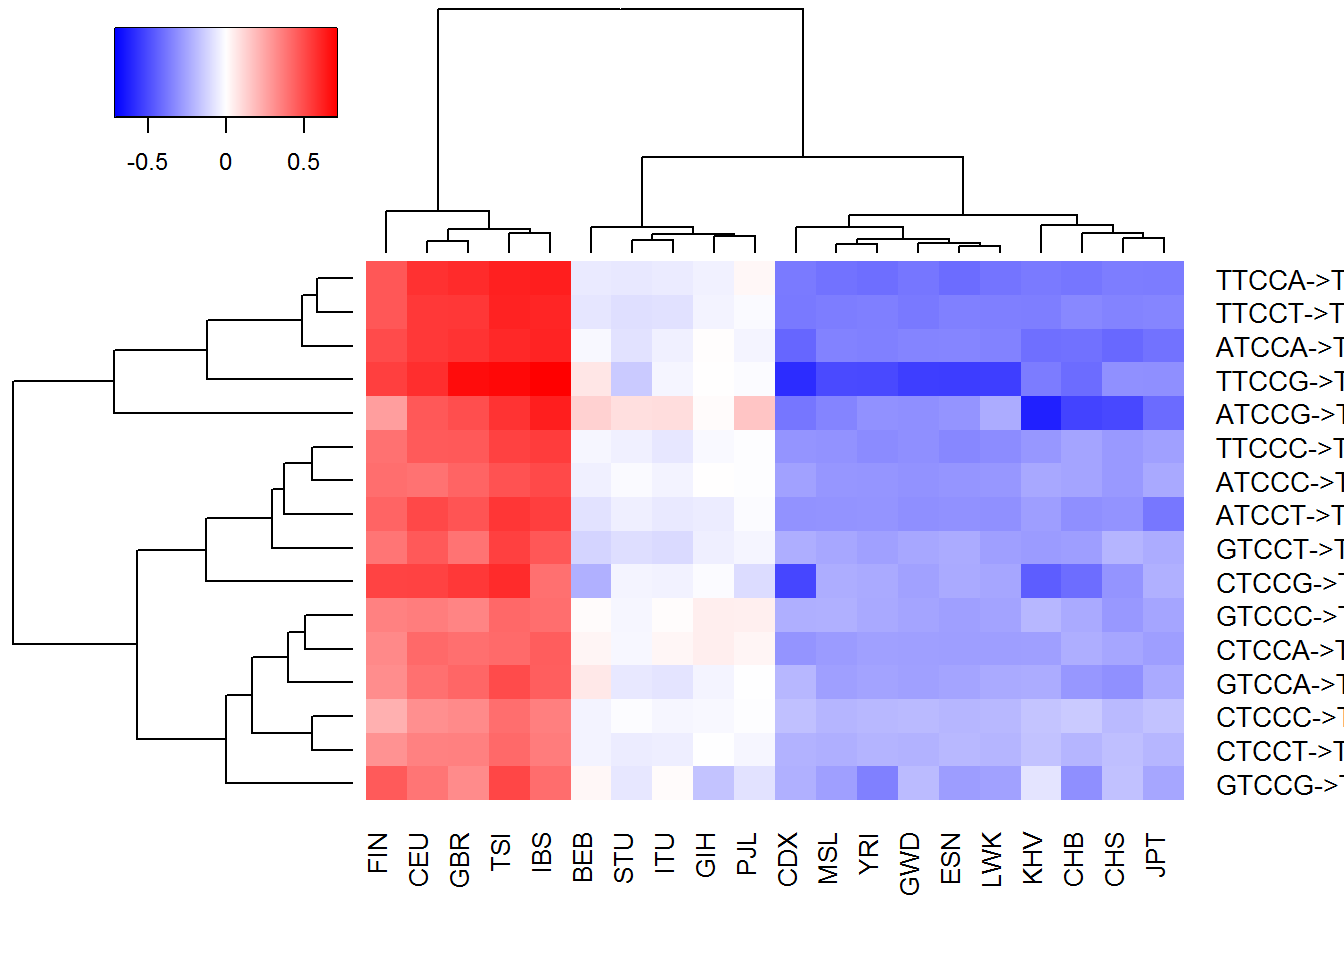 -0.5 0 0.5
TTCCA->T
TTCCT->T
ATCCA->T
TTCCG->T
ATCCG->T
TTCCC->T
ATCCC->T
ATCCT->T
GTCCT->T
CTCCG->T
GTCCC->T
CTCCA->T
GTCCA->T
CTCCC->T
CTCCT->T
GTCCG->T
FIN CEU GBR TSI IBS BEB STU ITU GIH PJL CDX MSL YRI GWD ESN LWK KHV CHB CHS JPT